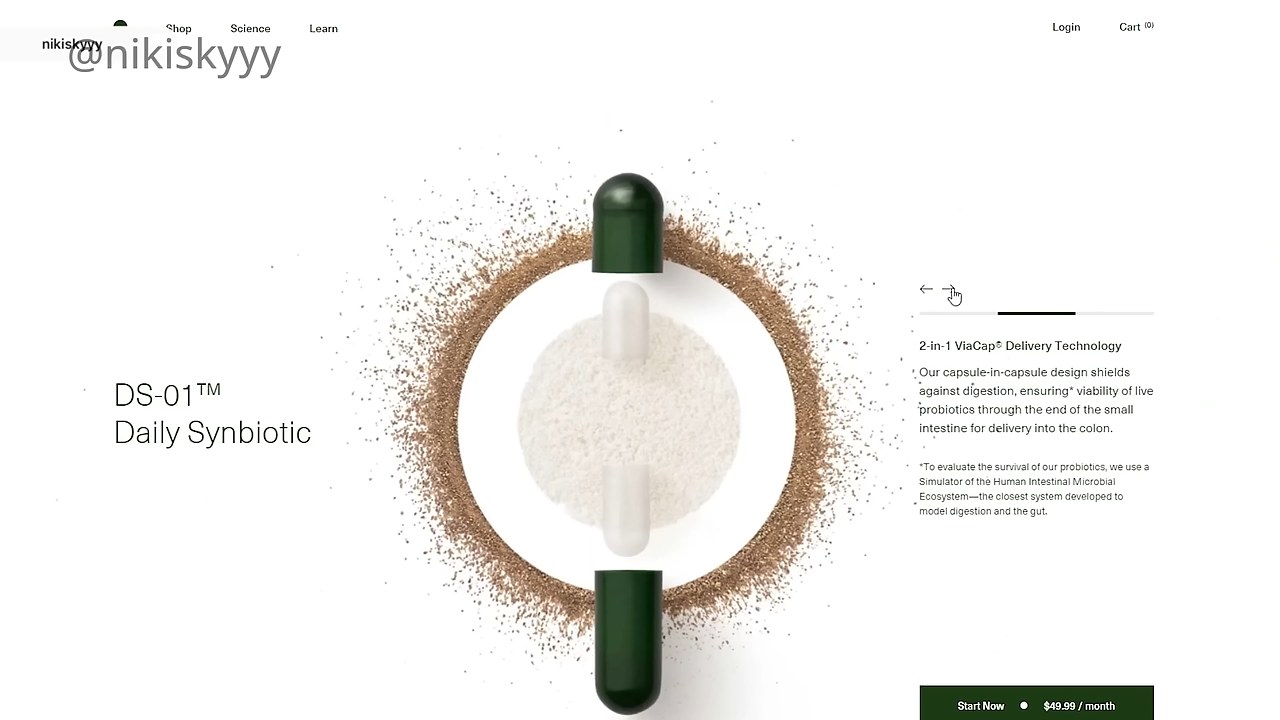 Shop
Science
Learn
Login
Cart (0)
nikiskyyy
@nikiskyyy
DS-01™
Daily Synbiotic
2-in-1 ViaCap® Delivery Technology
Our capsule-in-capsule design shields
against digestion, ensuring* viability of live
probiotics through the end of the small
intestine for delivery into the colon.
*To evaluate the survival of our probiotics, we use a
Simulator of the Human Intestinal Microbial
Ecosystem—the closest system developed to
model digestion and the gut.
Start Now
$49.99 / month